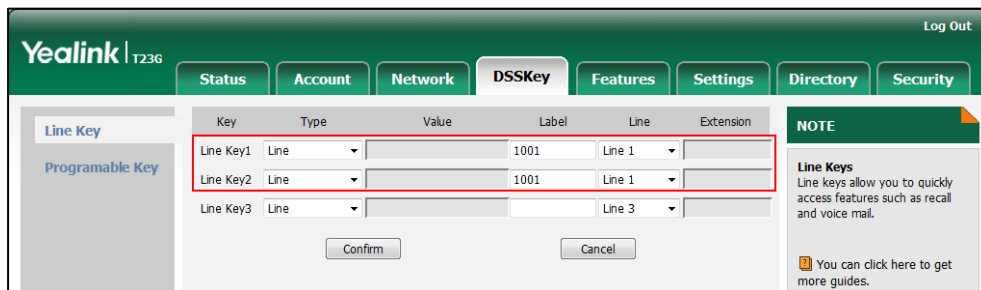 Log Out
Yealink T23G
Status Account Network DSSKey Features Settings Directory Security
Line Key
Programable Key
Key Type Value Label Line Extension
Line Key1 Line 1001 Line 1
Line Key2 Line 1001 Line 1
Line Key3 Line Line 3
Confirm Cancel
NOTE
Line Keys
Line keys allow you to quickly
access features such as recall
and voice mail.
? You can click here to get
more guides.